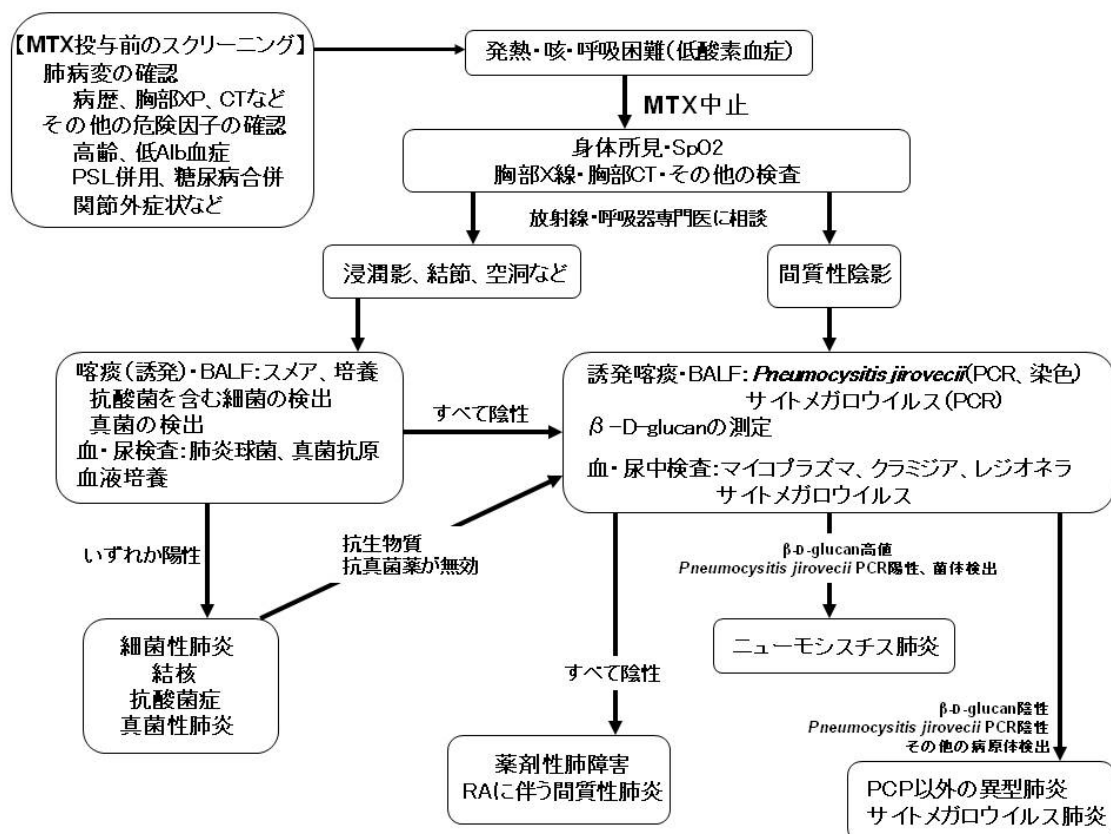 【MTX投与前のスクリーニング】
肺病変の確認
病歴、胸部XP、CTなど
その他の危険因子の確認
高齢、低Alb血症
PSL併用、糖尿病合併
関節外症状など
発熱・咳・呼吸困難(低酸素血症)
MTX中止
身体所見・SpO2
胸部X線・胸部CT・その他の検査
放射線・呼吸器専門医に相談
浸潤影、結節、空洞など
間質性陰影
喀痰(誘発)・BALF:スメア、培養
抗酸菌を含む細菌の検出
真菌の検出
血・尿検査:肺炎球菌、真菌抗原
血液培養
すべて陰性
誘発喀痰・BALF:Pneumocysitis jirovecii(PCR、染色)
サイトメガロウイルス(PCR)
β-D-glucanの測定
血・尿中検査:マイコプラズマ、クラミジア、レジオネラ
サイトメガロウイルス
いずれか陽性
抗生物質
抗真菌薬が無効
β-D-glucan高値
Pneumocysitis jirovecii PCR陽性、菌体検出
細菌性肺炎
結核
抗酸菌症
真菌性肺炎
ニューモシスチス肺炎
すべて陰性
β-D-glucan陰性
Pneumocysitis jirovecii PCR陰性
その他の病原体検出
薬剤性肺障害
RAに伴う間質性肺炎
PCP以外の異型肺炎
サイトメガロウイルス肺炎